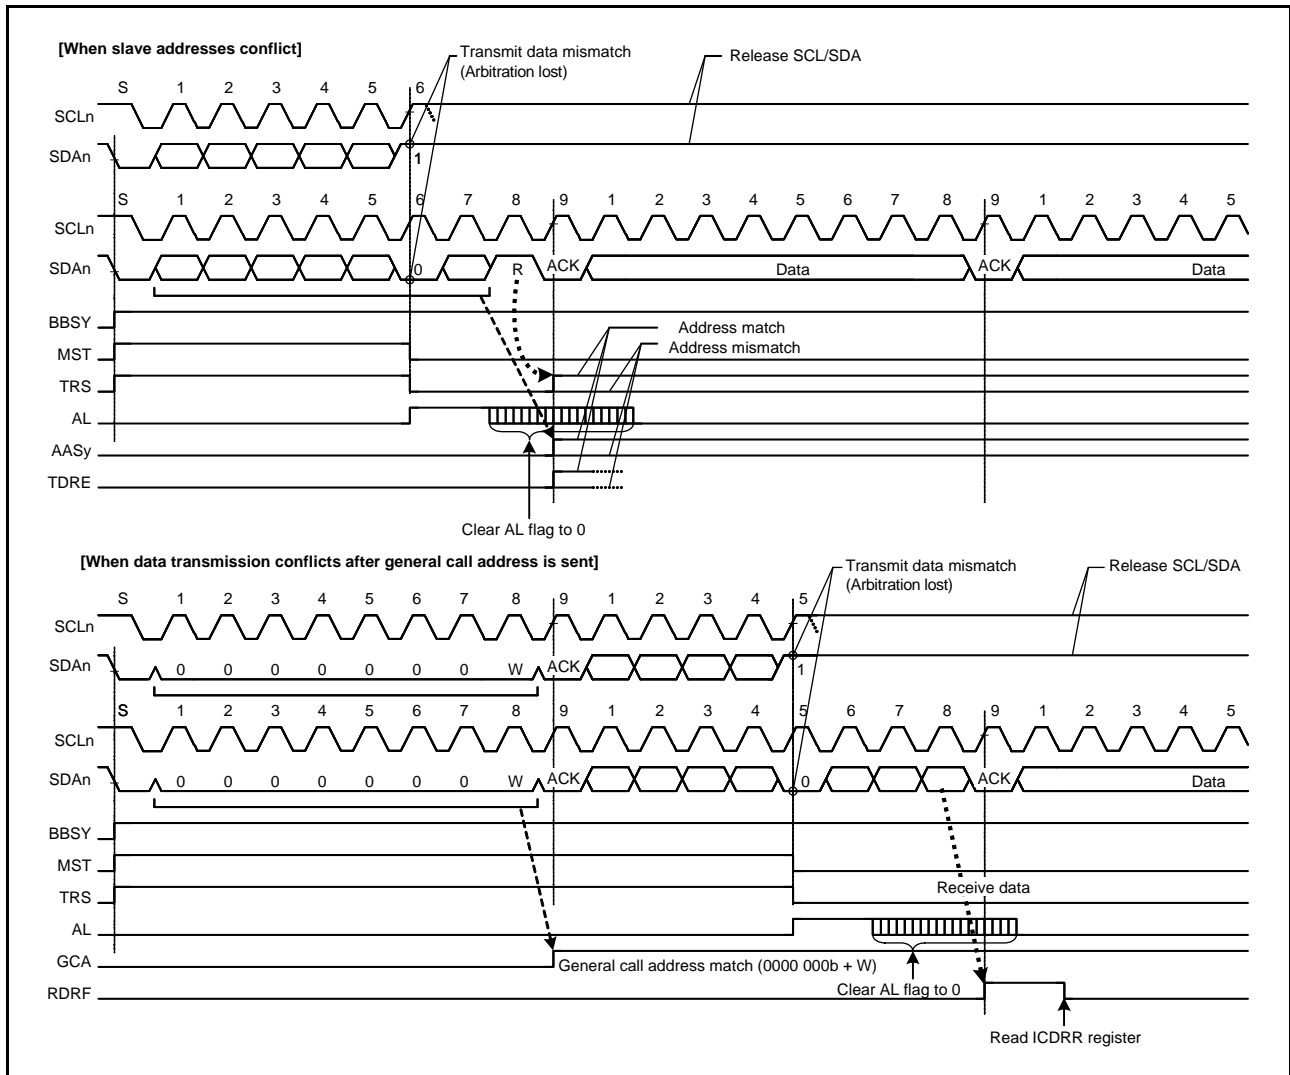 [When slave addresses conflict]
Transmit data mismatch
(Arbitration lost)
Release SCL/SDA
S 1 2 3 4 5 6
SCLn
SDAn
1
S 1 2 3 4 5 6 7 8 9 1 2 3 4 5 6 7 8 9 1 2 3 4 5
SCLn
SDAn 0 R ACK Data ACK Data
BBSY
Address match
MST
Address mismatch
TRS
AL
AASy
TDRE
Clear AL flag to 0
[When data transmission conflicts after general call address is sent]
Transmit data mismatch
(Arbitration lost)
Release SCL/SDA
S 1 2 3 4 5 6 7 8 9 1 2 3 4 5
SCLn
SDAn 0 0 0 0 0 0 0 W ACK 1
S 1 2 3 4 5 6 7 8 9 1 2 3 4 5 6 7 8 9 1 2 3 4 5
SCLn
SDAn 0 0 0 0 0 0 0 W ACK 0 ACK Data
BBSY
MST
TRS
Receive data
AL
GCA
General call address match (0000 000b + W)
Clear AL flag to 0
RDRF
Read ICDRR register